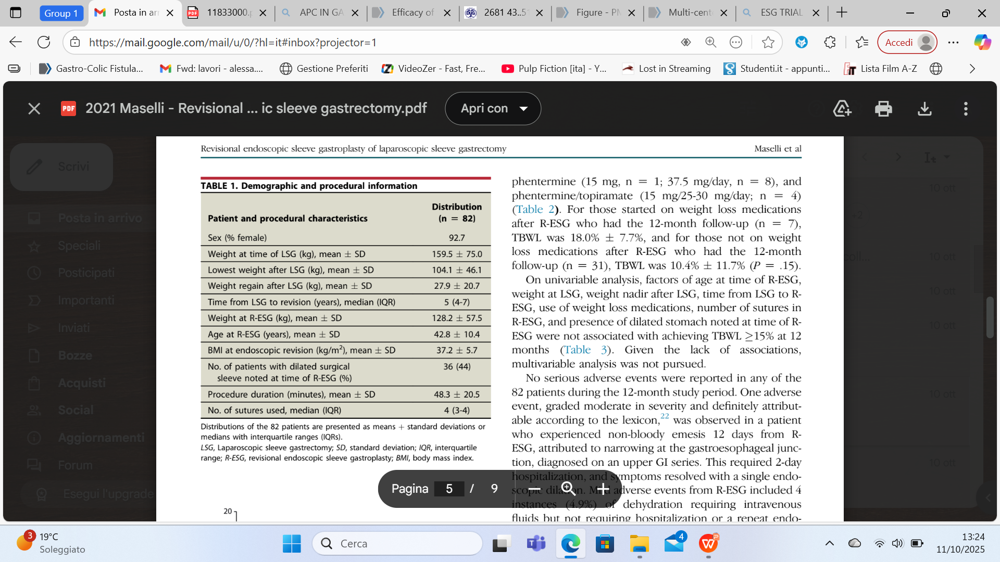 Group 1
Posta in arr
11833000.p
APC IN GA
Efficacy of
2681 43..51
Figure - PM
Multi-cent
ESG TRIAL
https://mail.google.com/mail/u/0/?hl=it#inbox?projector=1
Accedi
Gastro-Colic Fistula...
Fwd: lavori - alessa....
Gestione Preferiti
VideoZer - Fast, Fre...
Pulp Fiction [ita] - Y...
Lost in Streaming
Studenti.it - appunti...
Lista Film A-Z
PDF
2021 Maselli - Revisional ... ic sleeve gastrectomy.pdf
Apri con
Scrivi
Posta in arrivo
Speciali
Posticipati
Importanti
Inviati
Bozze
Acquisti
Social
Aggiornamenti
Forum
Esegui l'upgrade
Revisional endoscopic sleeve gastroplasty of laparoscopic sleeve gastrectomy
Maselli et al
TABLE 1. Demographic and procedural information
Patient and procedural characteristics
Distribution
(n = 82)
Sex (% female) 92.7
Weight at time of LSG (kg), mean ± SD 159.5 ± 75.0
Lowest weight after LSG (kg), mean ± SD 104.1 ± 46.1
Weight regain after LSG (kg), mean ± SD 27.9 ± 20.7
Time from LSG to revision (years), median (IQR) 5 (4-7)
Weight at R-ESG (kg), mean ± SD 128.2 ± 57.5
Age at R-ESG (years), mean ± SD 42.8 ± 10.4
BMI at endoscopic revision (kg/m²), mean ± SD 37.2 ± 5.7
No. of patients with dilated surgical 36 (44)
sleeve noted at time of R-ESG (%)
Procedure duration (minutes), mean ± SD 48.3 ± 20.5
No. of sutures used, median (IQR) 4 (3-4)
Distributions of the 82 patients are presented as means + standard deviations or
medians with interquartile ranges (IQRs).
LSG, Laparoscopic sleeve gastrectomy; SD, standard deviation; IQR, interquartile
range; R-ESG, revisional endoscopic sleeve gastroplasty; BMI, body mass index.
20
phentermine (15 mg, n = 1; 37.5 mg/day, n = 8), and
phentermine/topiramate (15 mg/25-30 mg/day; n = 4)
(Table 2). For those started on weight loss medications
after R-ESG who had the 12-month follow-up (n = 7),
TBWL was 18.0% ± 7.7%, and for those not on weight
loss medications after R-ESG who had the 12-month
follow-up (n = 31), TBWL was 10.4% ± 11.7% (P = .15).
On univariable analysis, factors of age at time of R-ESG,
weight at LSG, weight nadir after LSG, time from LSG to R-
ESG, use of weight loss medications, number of sutures in
R-ESG, and presence of dilated stomach noted at time of R-
ESG were not associated with achieving TBWL ≥15% at 12
months (Table 3). Given the lack of associations,
multivariable analysis was not pursued.
No serious adverse events were reported in any of the
82 patients during the 12-month study period. One adverse
event, graded moderate in severity and definitely attribut-
able according to the lexicon,22 was observed in a patient
who experienced non-bloody emesis 12 days from R-
ESG, attributed to narrowing at the gastroesophageal junc-
tion, diagnosed on an upper GI series. This required 2-day
hospitalization, and symptoms resolved with a single endo-
scopic dilation. Mild adverse events from R-ESG included 4
instances (4.9%) of dehydration requiring intravenous
fluids but not requiring hospitalization or a repeat endo-
Pagina 5 / 9
10 ott
10 ott
10 ott
10 ott
10 ott
10 ott
3
19°C
Soleggiato
Cerca
4
13:24
11/10/2025